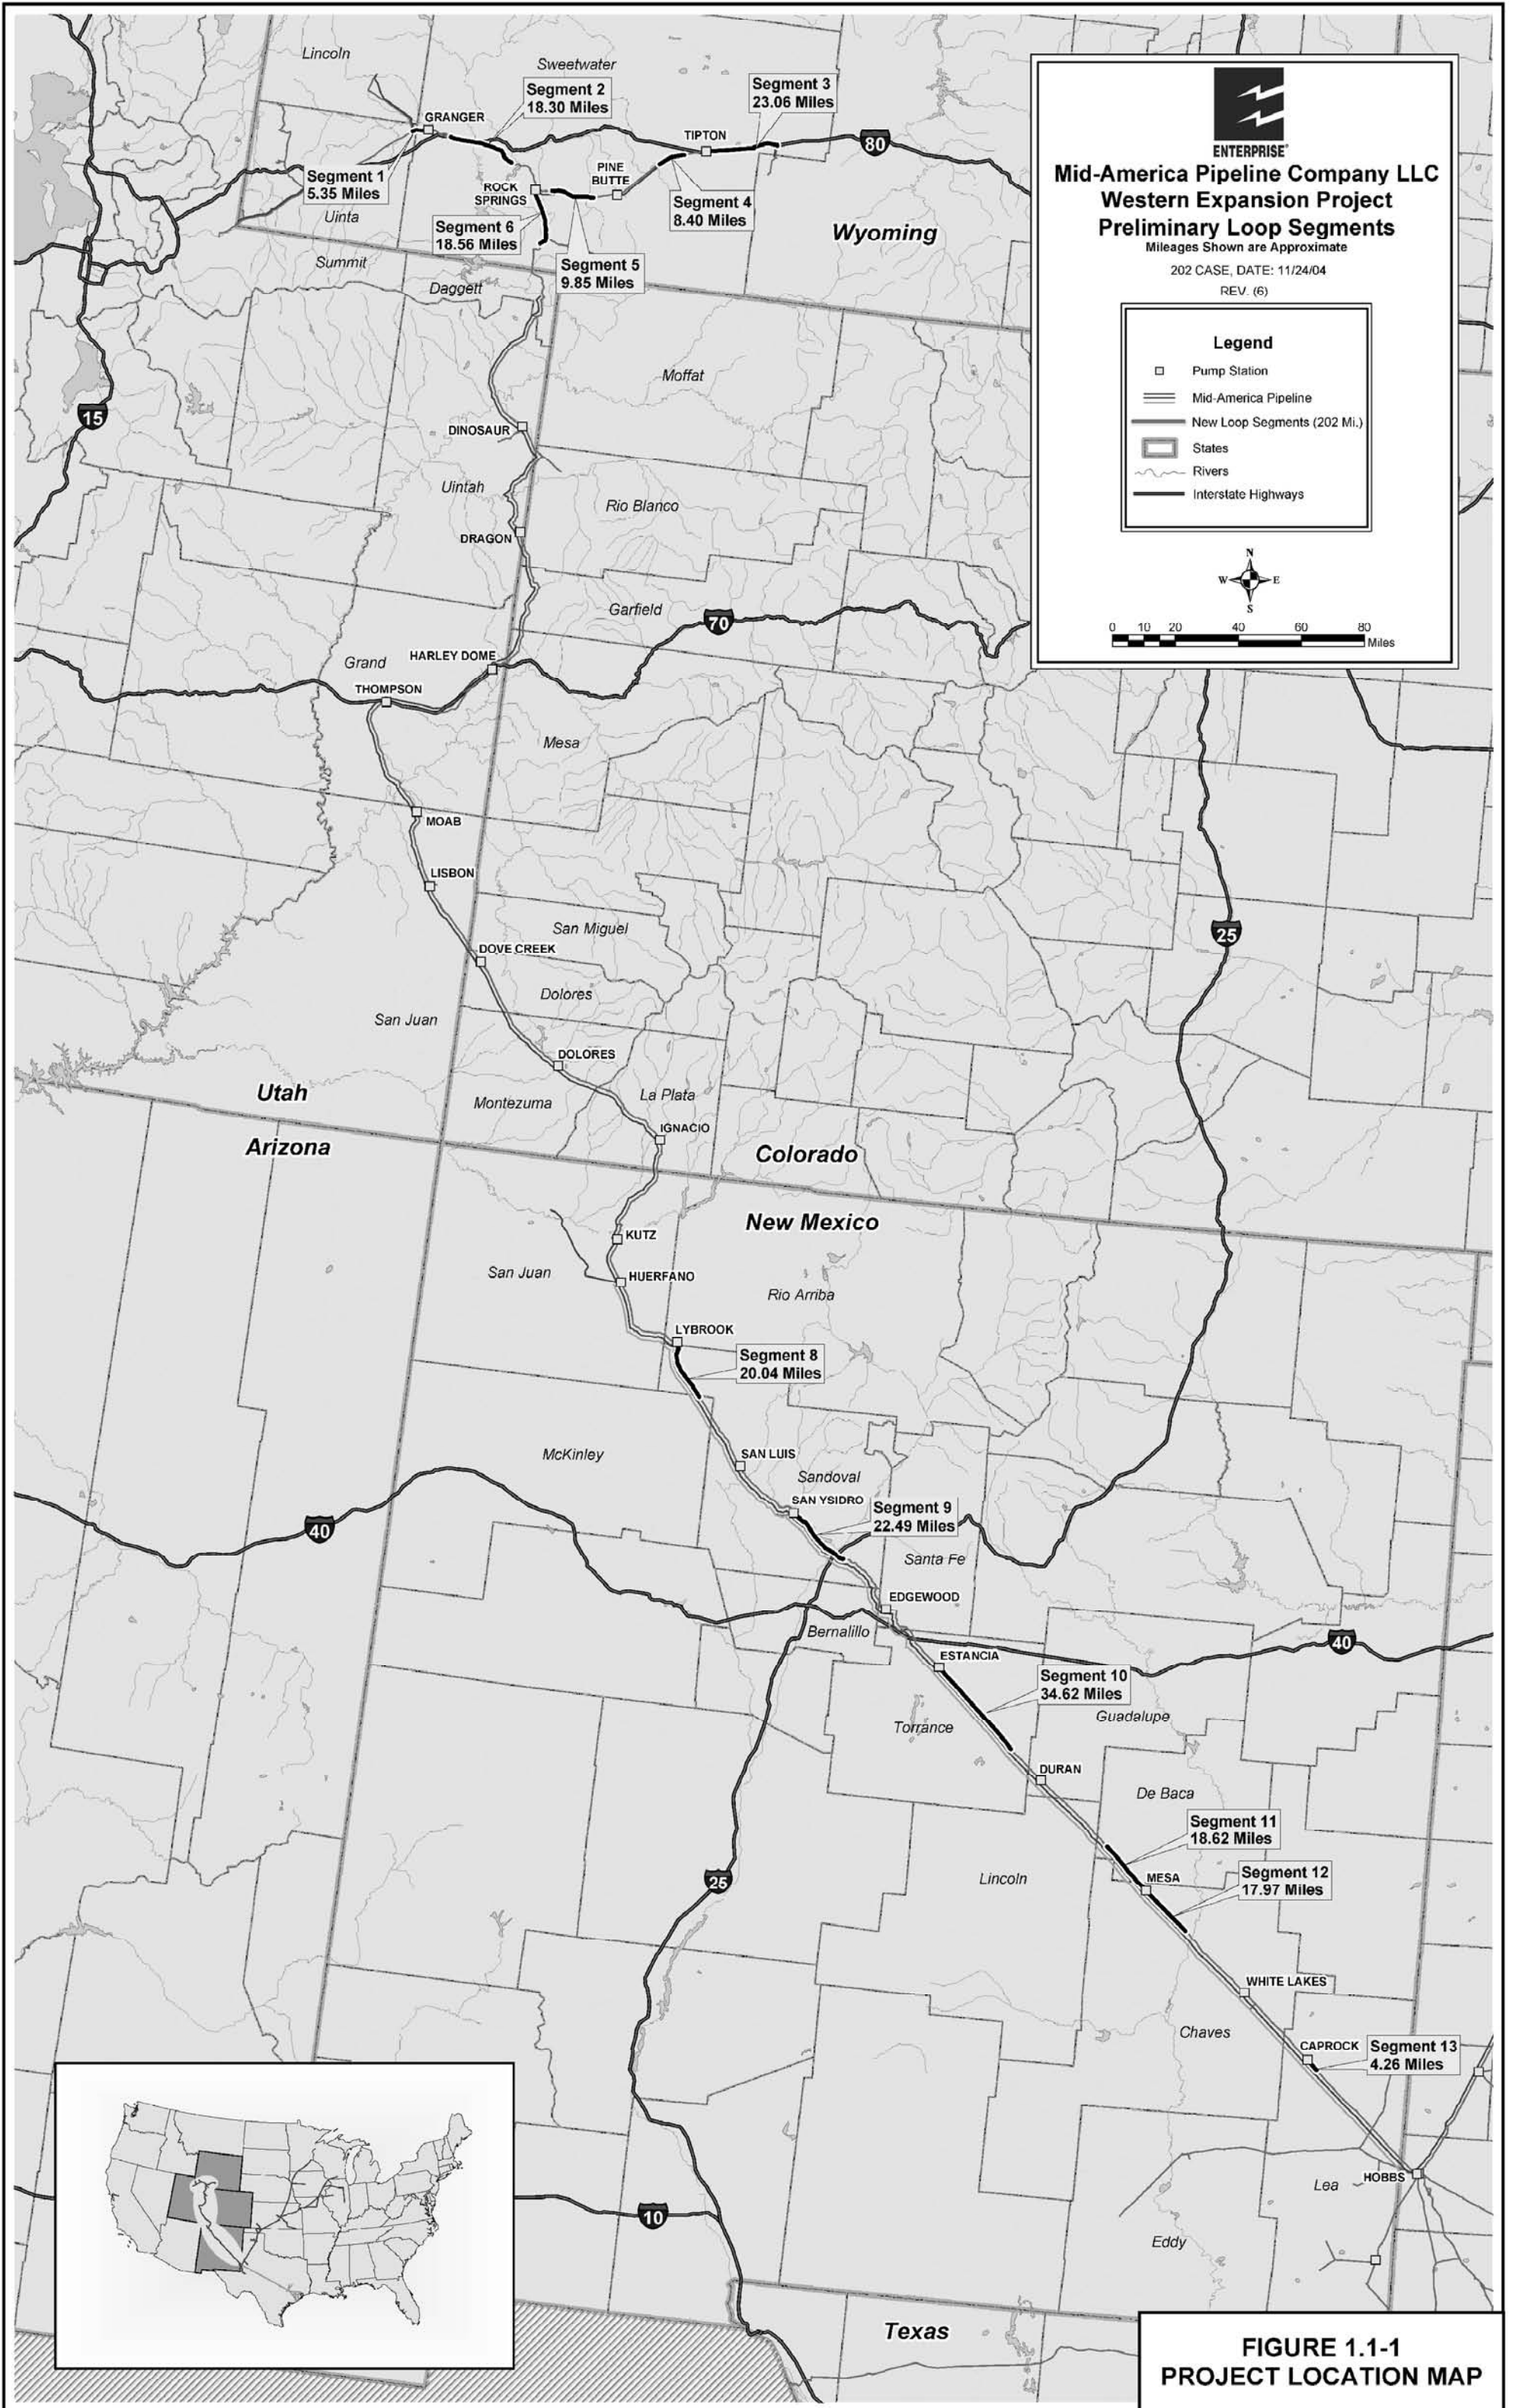 Lincoln
Sweetwater
Segment 2
18.30 Miles
Segment 3
23.06 Miles
GRANGER
TIPTON
80
Segment 1
5.35 Miles
ROCK
SPRINGS
PINE
BUTTE
Segment 4
8.40 Miles
Uinta
Segment 6
18.56 Miles
Wyoming
Summit
Segment 5
9.85 Miles
Daggett
ENTERPRISE
Mid-America Pipeline Company LLC
Western Expansion Project
Preliminary Loop Segments
Mileages Shown are Approximate
202 CASE, DATE: 11/24/04
REV. (6)
Legend
Pump Station
Mid-America Pipeline
New Loop Segments (202 Mi.)
States
Rivers
Interstate Highways
N
W E
S
0 10 20 40 60 80
Miles
Moffat
15
DINOSAUR
Uintah
Rio Blanco
DRAGON
Garfield
70
HARLEY DOME
Grand
THOMPSON
Mesa
MOAB
LISBON
San Miguel
25
DOVE CREEK
Dolores
San Juan
DOLORES
Utah
La Plata
Montezuma
IGNACIO
Arizona
Colorado
New Mexico
KUTZ
San Juan
HUERFANO
Rio Arriba
LYBROOK
Segment 8
20.04 Miles
McKinley
SAN LUIS
Sandoval
SAN YSIDRO
Segment 9
22.49 Miles
40
Santa Fe
EDGEWOOD
Bernalillo
40
ESTANCIA
Segment 10
34.62 Miles
Torrance
Guadalupe
DURAN
De Baca
Segment 11
18.62 Miles
25
Lincoln
MESA
Segment 12
17.97 Miles
WHITE LAKES
Chaves
CAPROCK
Segment 13
4.26 Miles
HOBBS
Lea
10
Eddy
Texas
FIGURE 1.1-1
PROJECT LOCATION MAP